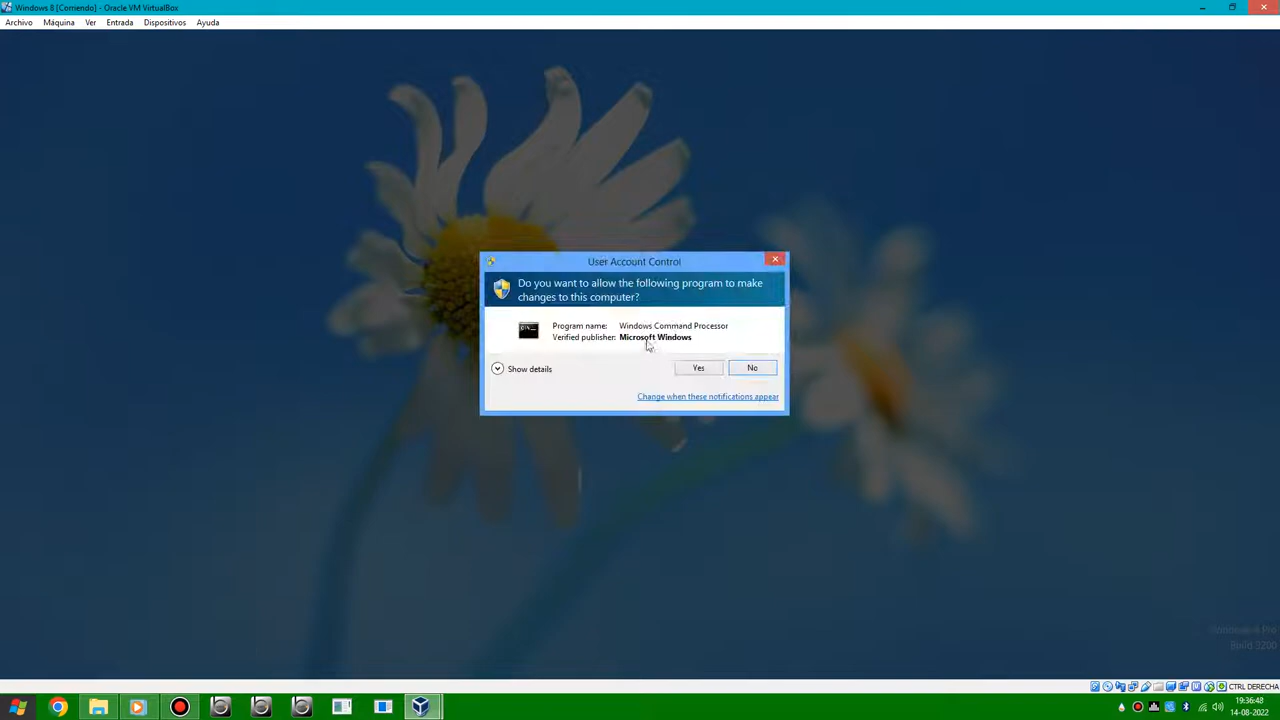 Windows 8 [Corriendo] - Oracle VM VirtualBox
Archivo Máquina Ver Entrada Dispositivos Ayuda
User Account Control
Do you want to allow the following program to make
changes to this computer?
Program name: Windows Command Processor
Verified publisher: Microsoft Windows
Show details
Yes No
Change when these notifications appear
Build 9200
CTRL DERECHA
19:36:48
14-08-2022